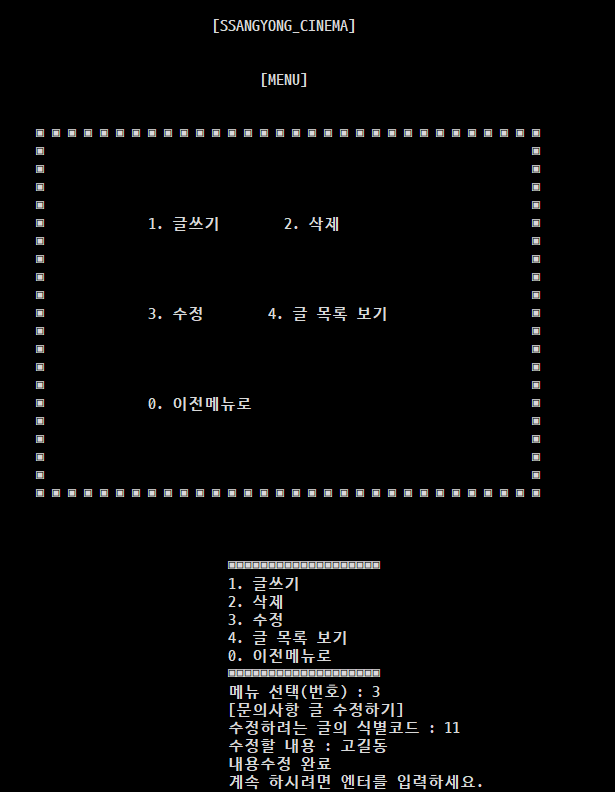 [SSANGYONG_CINEMA]
[MENU]
1. 글쓰기 2. 삭제
3. 수정 4. 글 목록 보기
0. 이전메뉴로
1. 글쓰기
2. 삭제
3. 수정
4. 글 목록 보기
0. 이전메뉴로
메뉴 선택(번호) : 3
[문의사항 글 수정하기]
수정하려는 글의 식별코드 : 11
수정할 내용 : 고길동
내용수정 완료
계속 하시려면 엔터를 입력하세요.